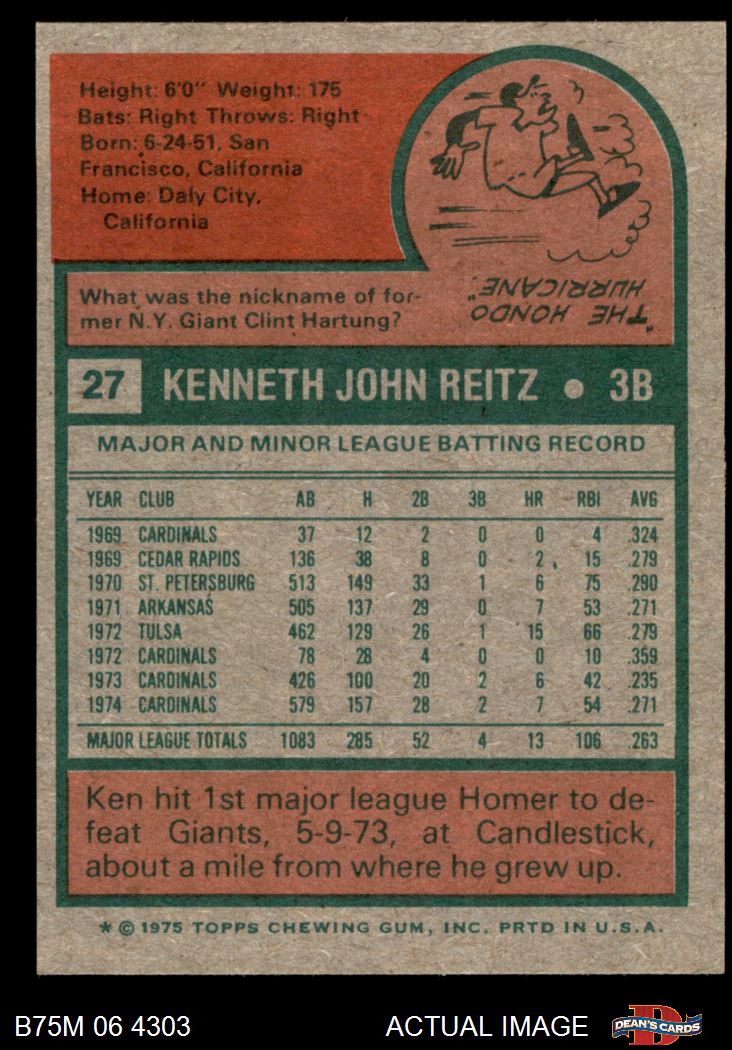 Height: 6'0" Weight: 175
Bats: Right Throws: Right
Born: 6-24-51, San
Francisco, California
Home: Daly City,
California
What was the nickname of for-
mer N.Y. Giant Clint Hartung?
"THE HONDO
HURRICANE"
27 KENNETH JOHN REITZ • 3B
MAJOR AND MINOR LEAGUE BATTING RECORD
YEAR CLUB AB H 2B 3B HR RBI AVG
1969 CARDINALS 37 12 2 0 0 4 .324
1969 CEDAR RAPIDS 136 38 8 0 2 15 .279
1970 ST. PETERSBURG 513 149 33 1 6 75 .290
1971 ARKANSAS 505 137 29 0 7 53 .271
1972 TULSA 462 129 26 1 15 66 .279
1972 CARDINALS 78 28 4 0 0 10 .359
1973 CARDINALS 426 100 20 2 6 42 .235
1974 CARDINALS 579 157 28 2 7 54 .271
MAJOR LEAGUE TOTALS 1083 285 52 4 13 106 .263
Ken hit 1st major league Homer to de-
feat Giants, 5-9-73, at Candlestick,
about a mile from where he grew up.
* © 1975 TOPPS CHEWING GUM, INC. PRTD IN U.S.A.
B75M 06 4303 ACTUAL IMAGE DEAN'S CARDS